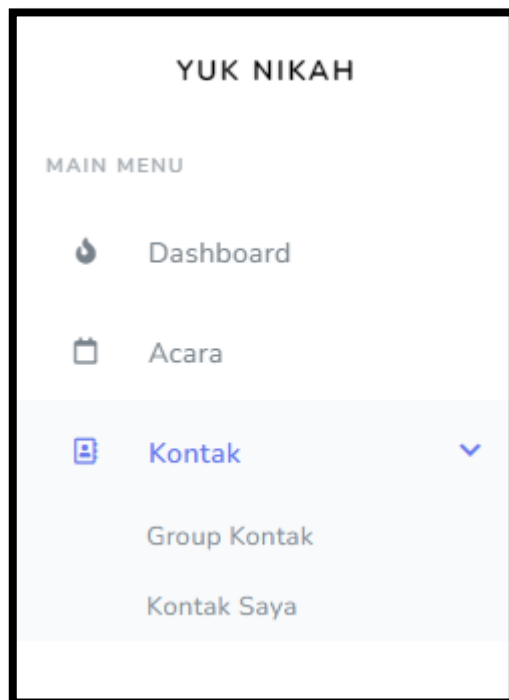 YUK NIKAH
MAIN MENU
Dashboard
Acara
Kontak
Group Kontak
Kontak Saya